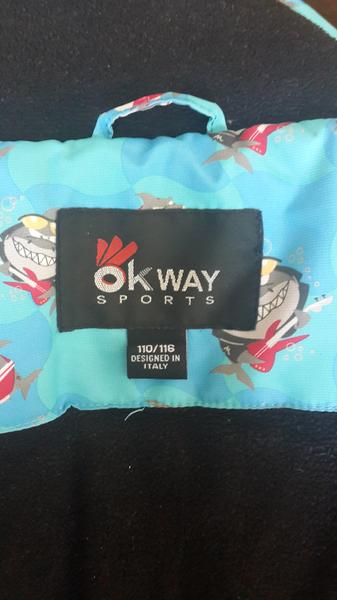 OKWAY
SPORTS
110/116
DESIGNED IN
ITALY